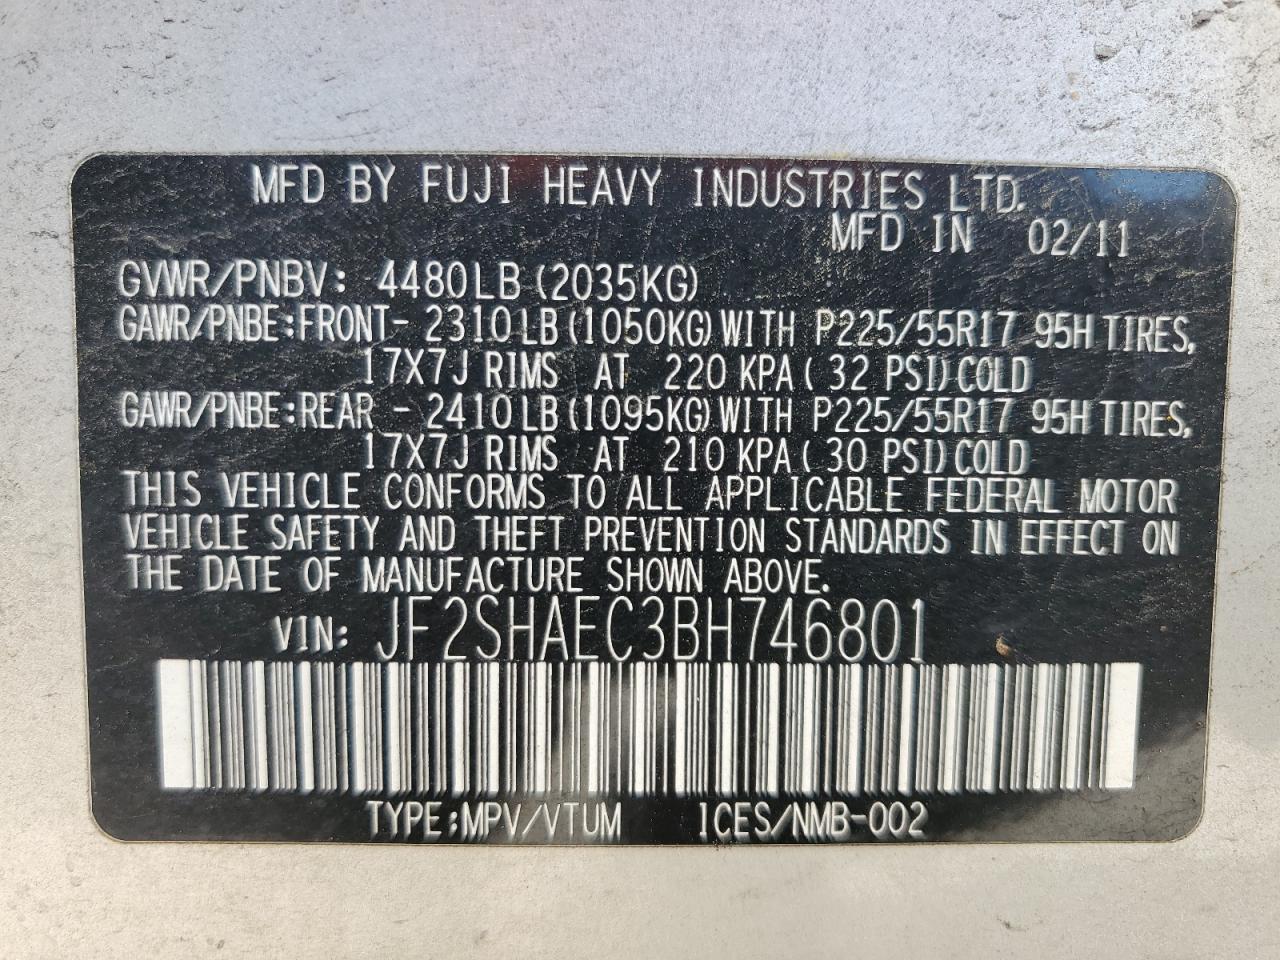 MFD BY FUJI HEAVY INDUSTRIES LTD.
MFD IN 02/11
GVWR/PNBV: 4480LB (2035KG)
GAWR/PNBE:FRONT- 2310LB (1050KG) WITH P225/55R17 95H TIRES,
17X7J RIMS AT 220 KPA ( 32 PSI) COLD
GAWR/PNBE:REAR - 2410LB (1095KG) WITH P225/55R17 95H TIRES,
17X7J RIMS AT 210 KPA ( 30 PSI) COLD
THIS VEHICLE CONFORMS TO ALL APPLICABLE FEDERAL MOTOR
VEHICLE SAFETY AND THEFT PREVENTION STANDARDS IN EFFECT ON
THE DATE OF MANUFACTURE SHOWN ABOVE.
VIN: JF2SHAEC3BH746801
TYPE:MPV/VTUM ICES/NMB-002